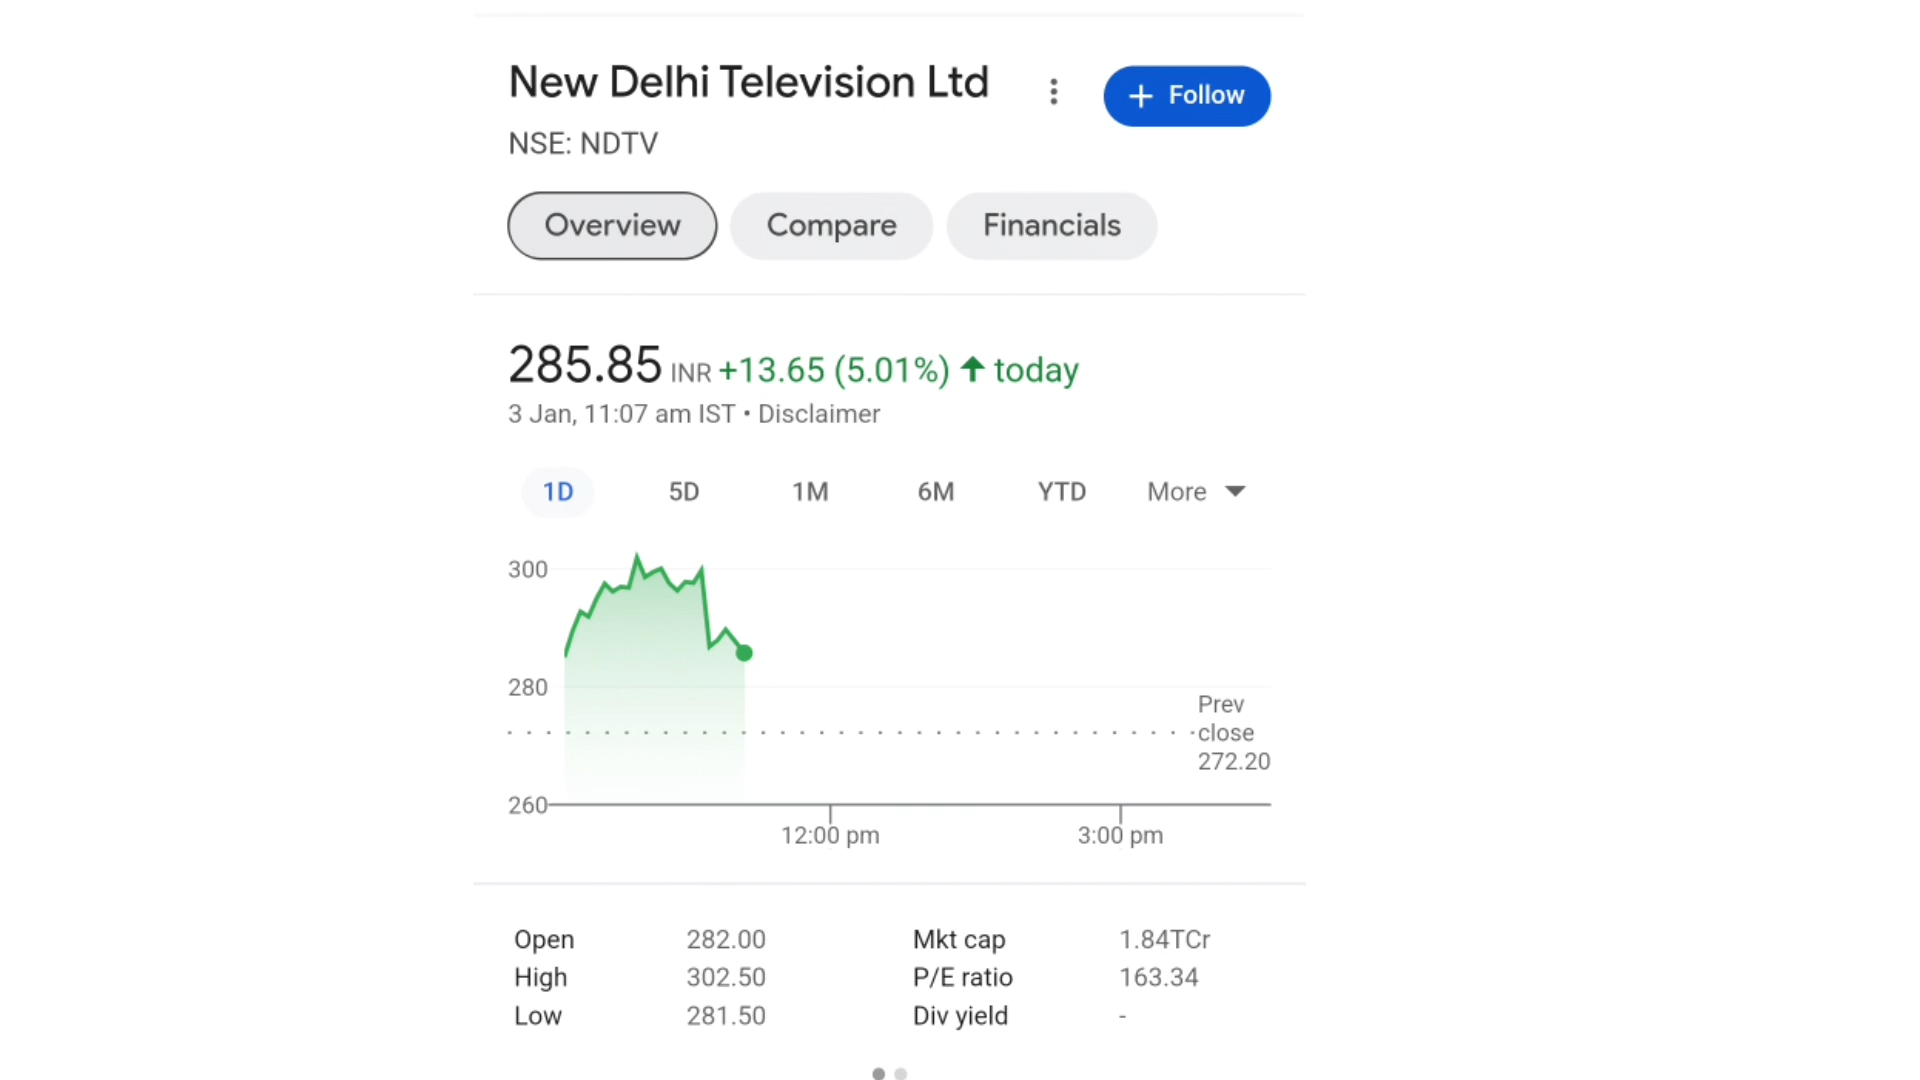 New Delhi Television Ltd
+ Follow
NSE: NDTV
Overview Compare Financials
285.85 INR +13.65 (5.01%) ↑ today
3 Jan, 11:07 am IST • Disclaimer
1D 5D 1M 6M YTD More
300
280
Prev
close
272.20
260
12:00 pm 3:00 pm
Open 282.00 Mkt cap 1.84TCr
High 302.50 P/E ratio 163.34
Low 281.50 Div yield -